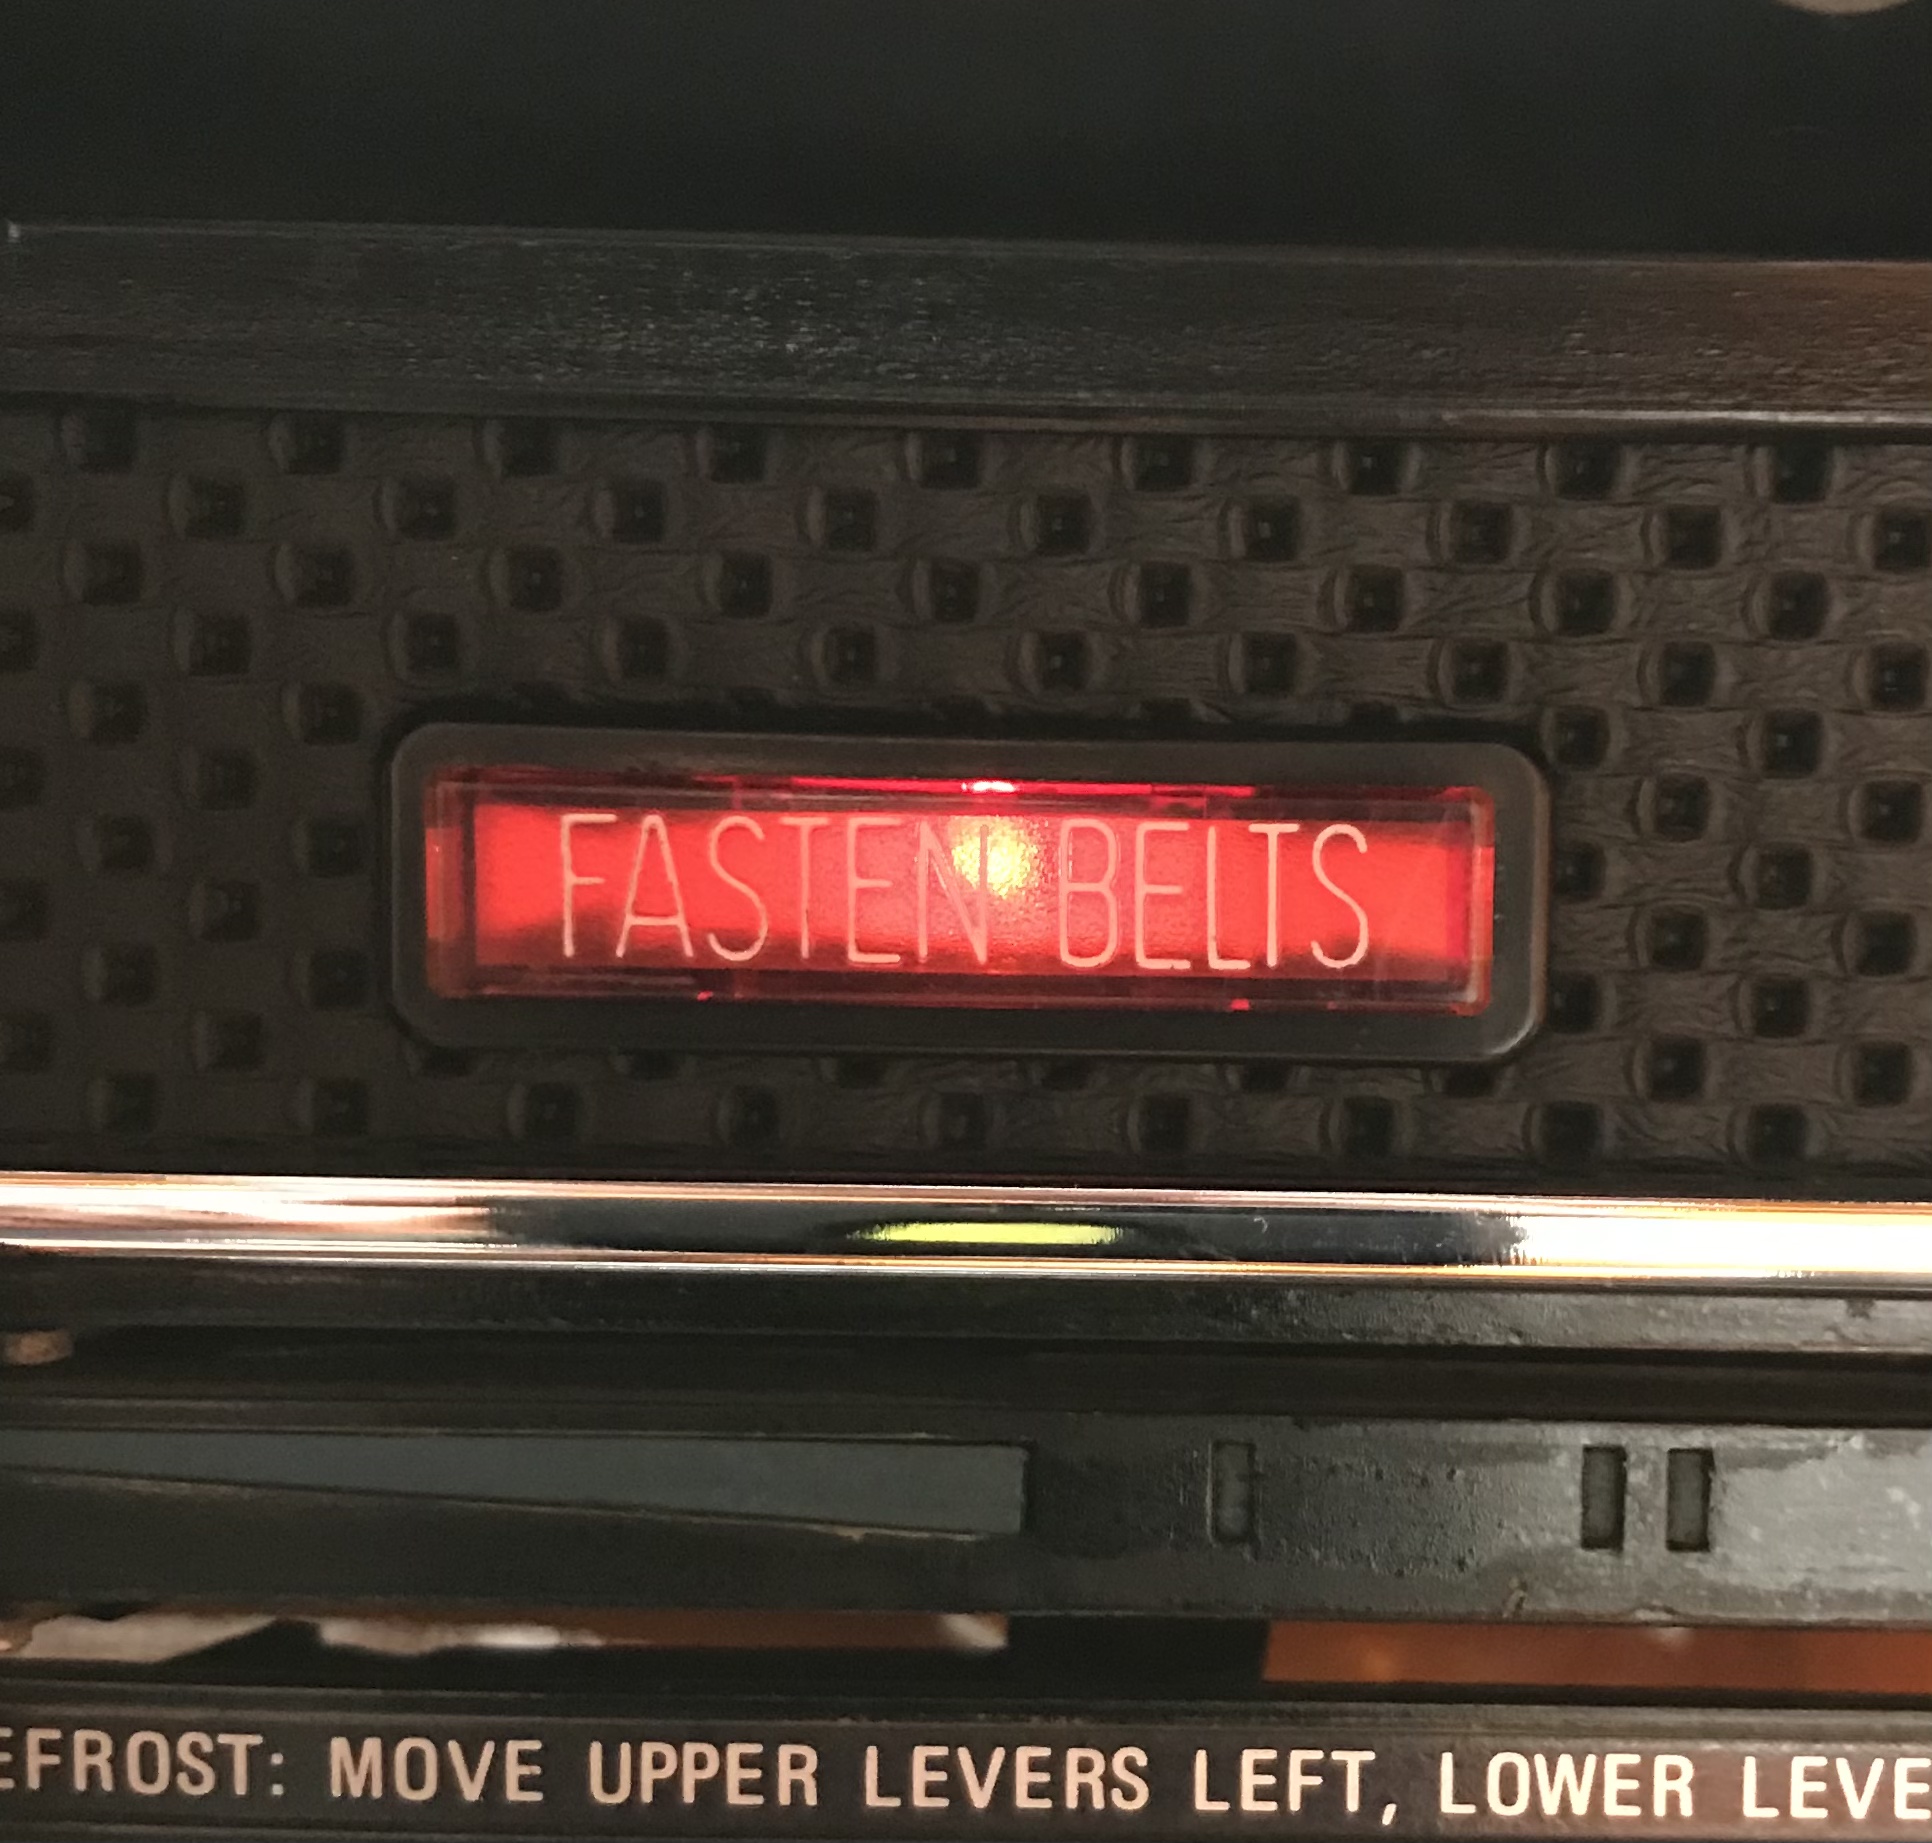 FASTEN BELTS
EFROST: MOVE UPPER LEVERS LEFT, LOWER LEVE